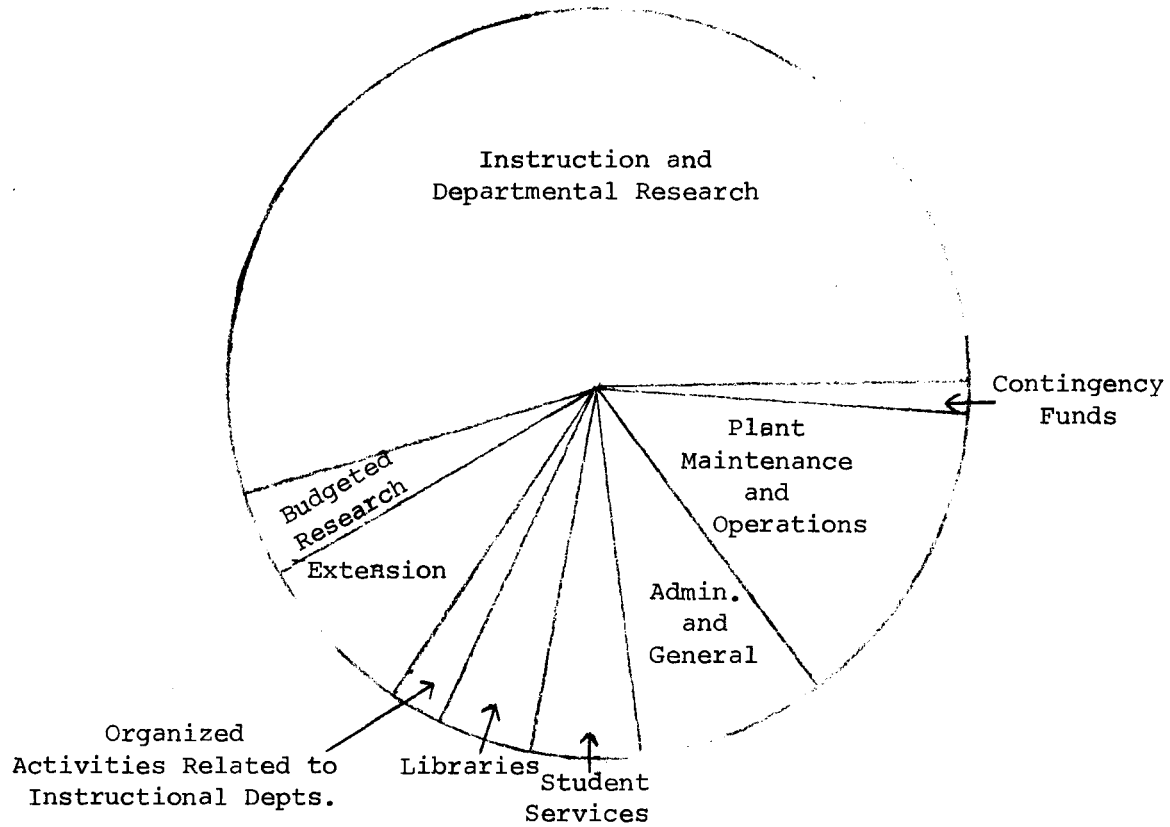 Instruction and
Departmental Research
Contingency
Funds
Plant
Maintenance
and
Operations
Budgeted
Research
Extension
Admin.
and
General
Organized
Activities Related to
Instructional Depts.
Libraries
Student
Services